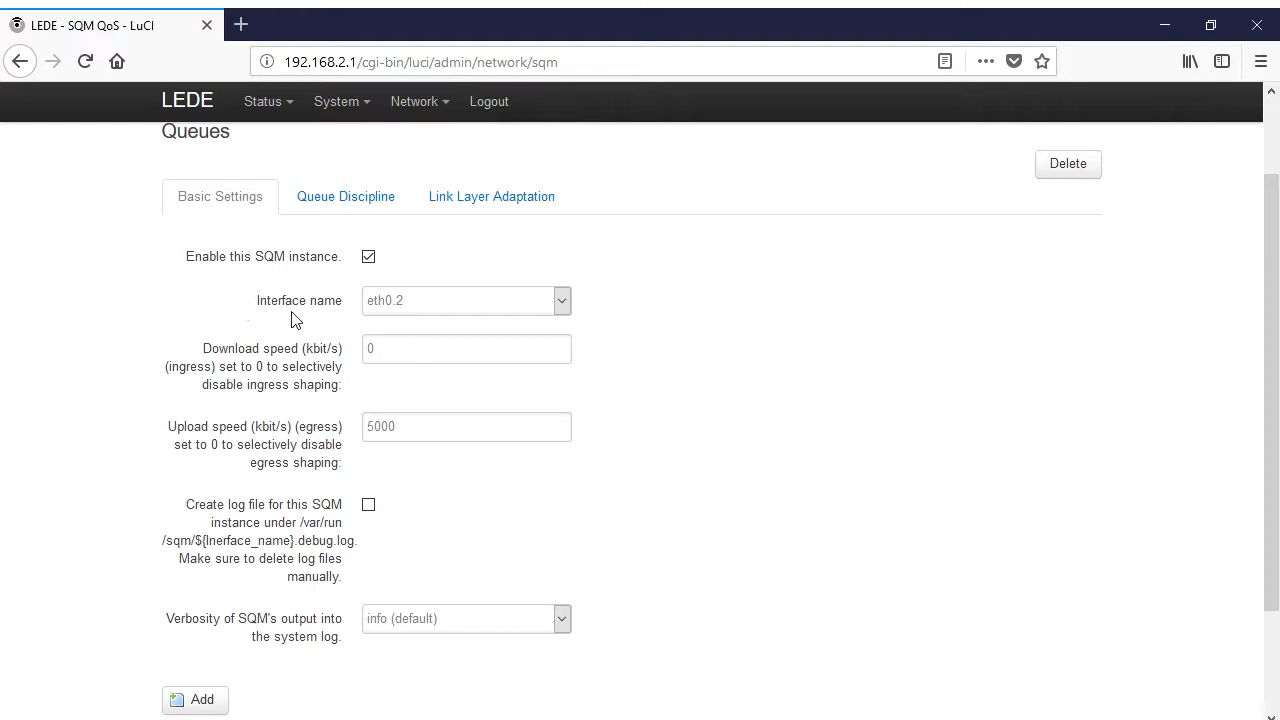 LEDE - SQM QoS - LuCI
192.168.2.1/cgi-bin/luci/admin/network/sqm
LEDE Status System Network Logout
Queues
Delete
Basic Settings Queue Discipline Link Layer Adaptation
Enable this SQM instance.
Interface name eth0.2
Download speed (kbit/s) 0
(ingress) set to 0 to selectively
disable ingress shaping:
Upload speed (kbit/s) (egress) 5000
set to 0 to selectively disable
egress shaping:
Create log file for this SQM
instance under /var/run
/sqm/${Inerface_name}.debug.log.
Make sure to delete log files
manually.
Verbosity of SQM's output into info (default)
the system log.
Add